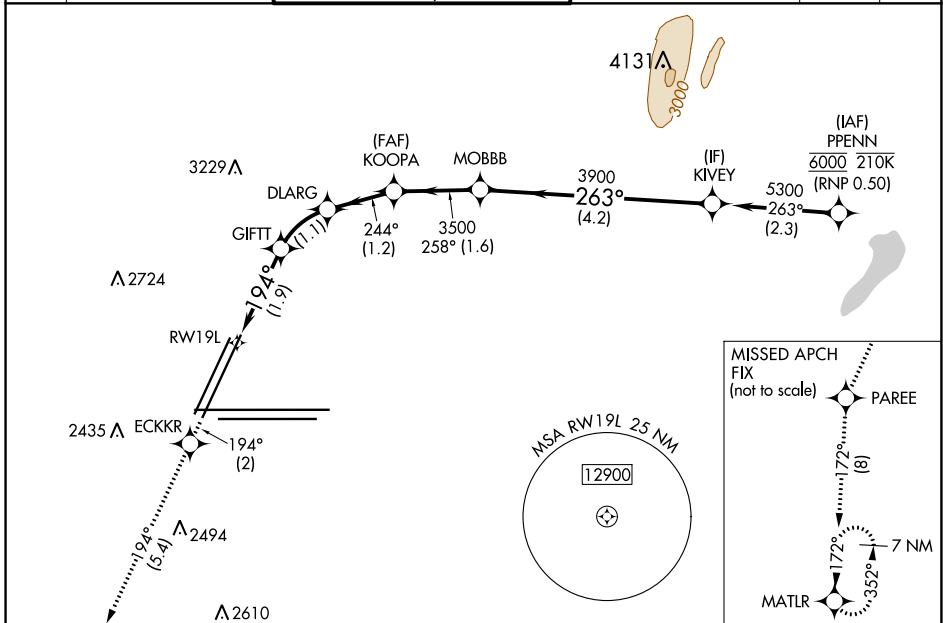 4131
3000
(IAF)
PPENN
6000 210K
(RNP 0.50)
(FAF)
KOOPA
MOBBB
(IF)
KIVEY
3229
DLARG
3900
263°
(4.2)
5300
263°
(2.3)
GIFTT
(1.1)
244°
(1.2)
3500
258° (1.6)
2724
194°
(1.9)
RW19L
MISSED APCH
FIX
(not to scale)
PAREE
2435
ECKKR
194°
(2)
MSA RW19L 25 NM
12900
172°
(8)
194°
(5.4)
2494
172°
352°
7 NM
MATLR
2610